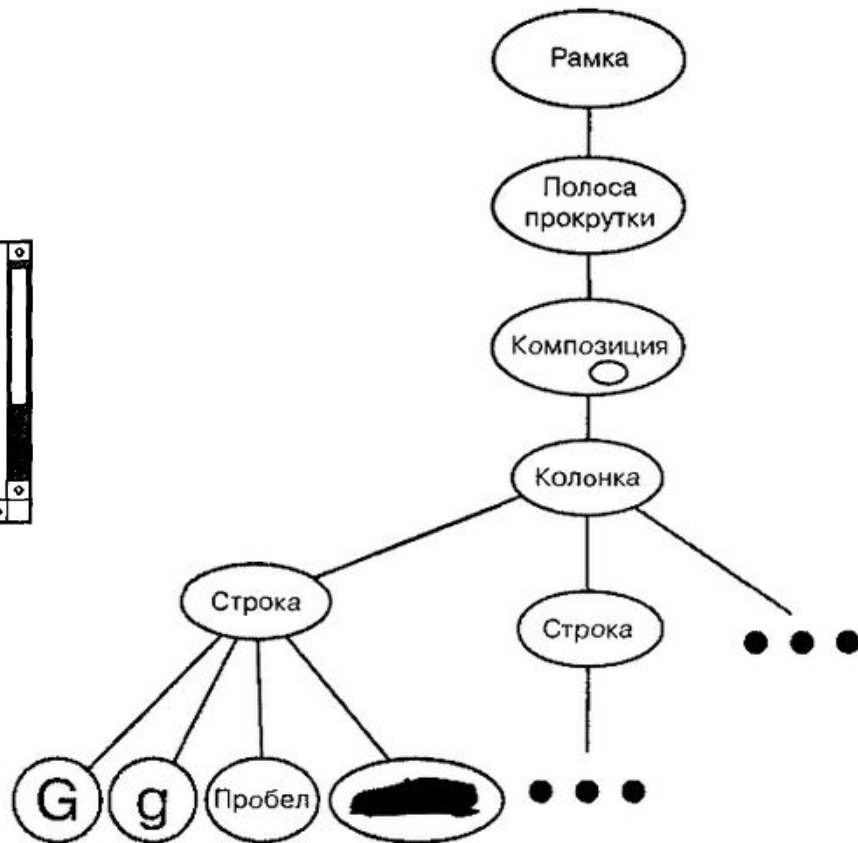 Рамка
Полоса
прокрутки
Композиция
Колонка
Строка
Строка
G
g
Пробел